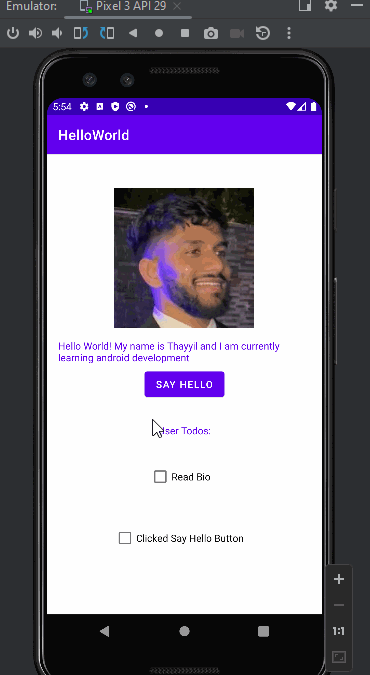 Emulator: Pixel 3 API 29
5:54
HelloWorld
Hello World! My name is Thayyil and I am currently
learning android development
SAY HELLO
ser Todos:
Read Bio
Clicked Say Hello Button
1:1